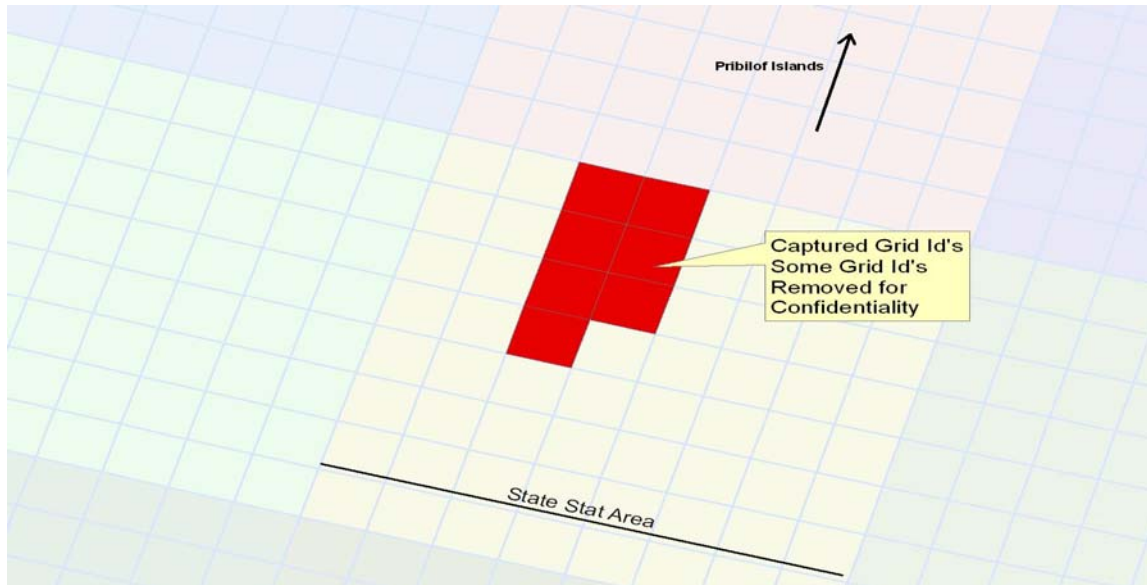 Pribilof Islands
Captured Grid Id's
Some Grid Id's
Removed for
Confidentiality
State Stat Area